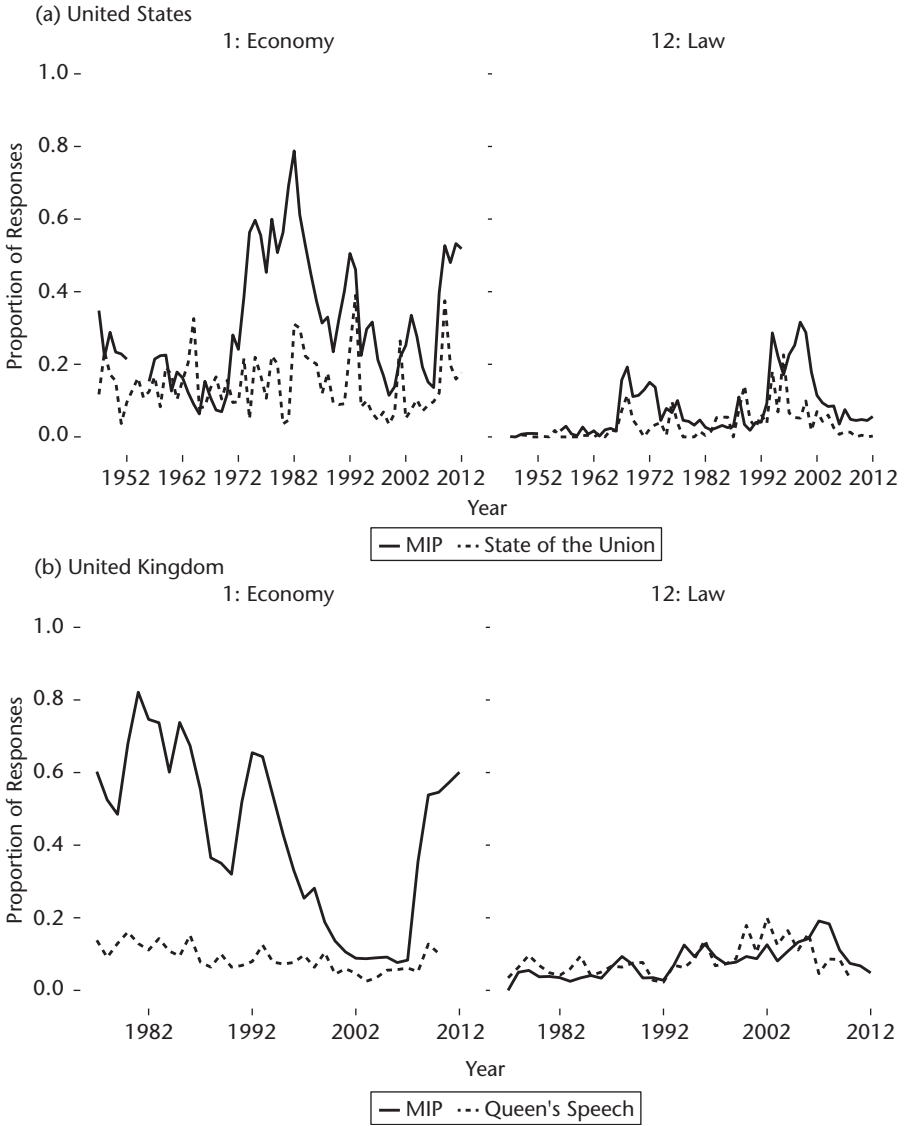 (a) United States
1: Economy
12: Law
Proportion of Responses
1.0
0.8
0.6
0.4
0.2
0.0
1952 1962 1972 1982 1992 2002 2012
1952 1962 1972 1982 1992 2002 2012
Year
MIP State of the Union
(b) United Kingdom
1: Economy
12: Law
Proportion of Responses
1.0
0.8
0.6
0.4
0.2
0.0
1982 1992 2002 2012
1982 1992 2002 2012
Year
MIP Queen's Speech